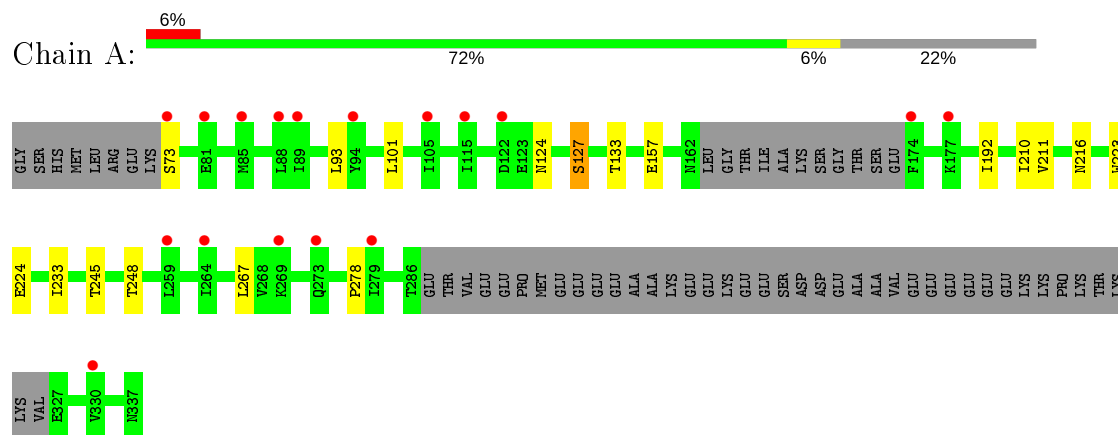 6%
Chain A:
72% 6% 22%
GLY SER HIS MET LEU ARG GLU LYS S73 E81 M85 L88 I89 L93 Y94 L101 I105 I115 D122 E123 N124 S127 T133 E157 N162 LEU GLY THR ILE ALA LYS SER GLY THR SER GLU F174 K177 I192 I210 V211 N216 W223
E224 I233 T245 T248 L259 I264 L267 V268 K269 Q273 P278 I279 T286 GLU THR VAL GLU GLU PRO MET GLU GLU GLU GLU ALA ALA LYS GLU GLU LYS GLU GLU SER ASP ASP GLU ALA ALA VAL GLU GLU GLU GLU GLU GLU LYS LYS PRO LYS THR LYS
LYS VAL E327 V330 N337